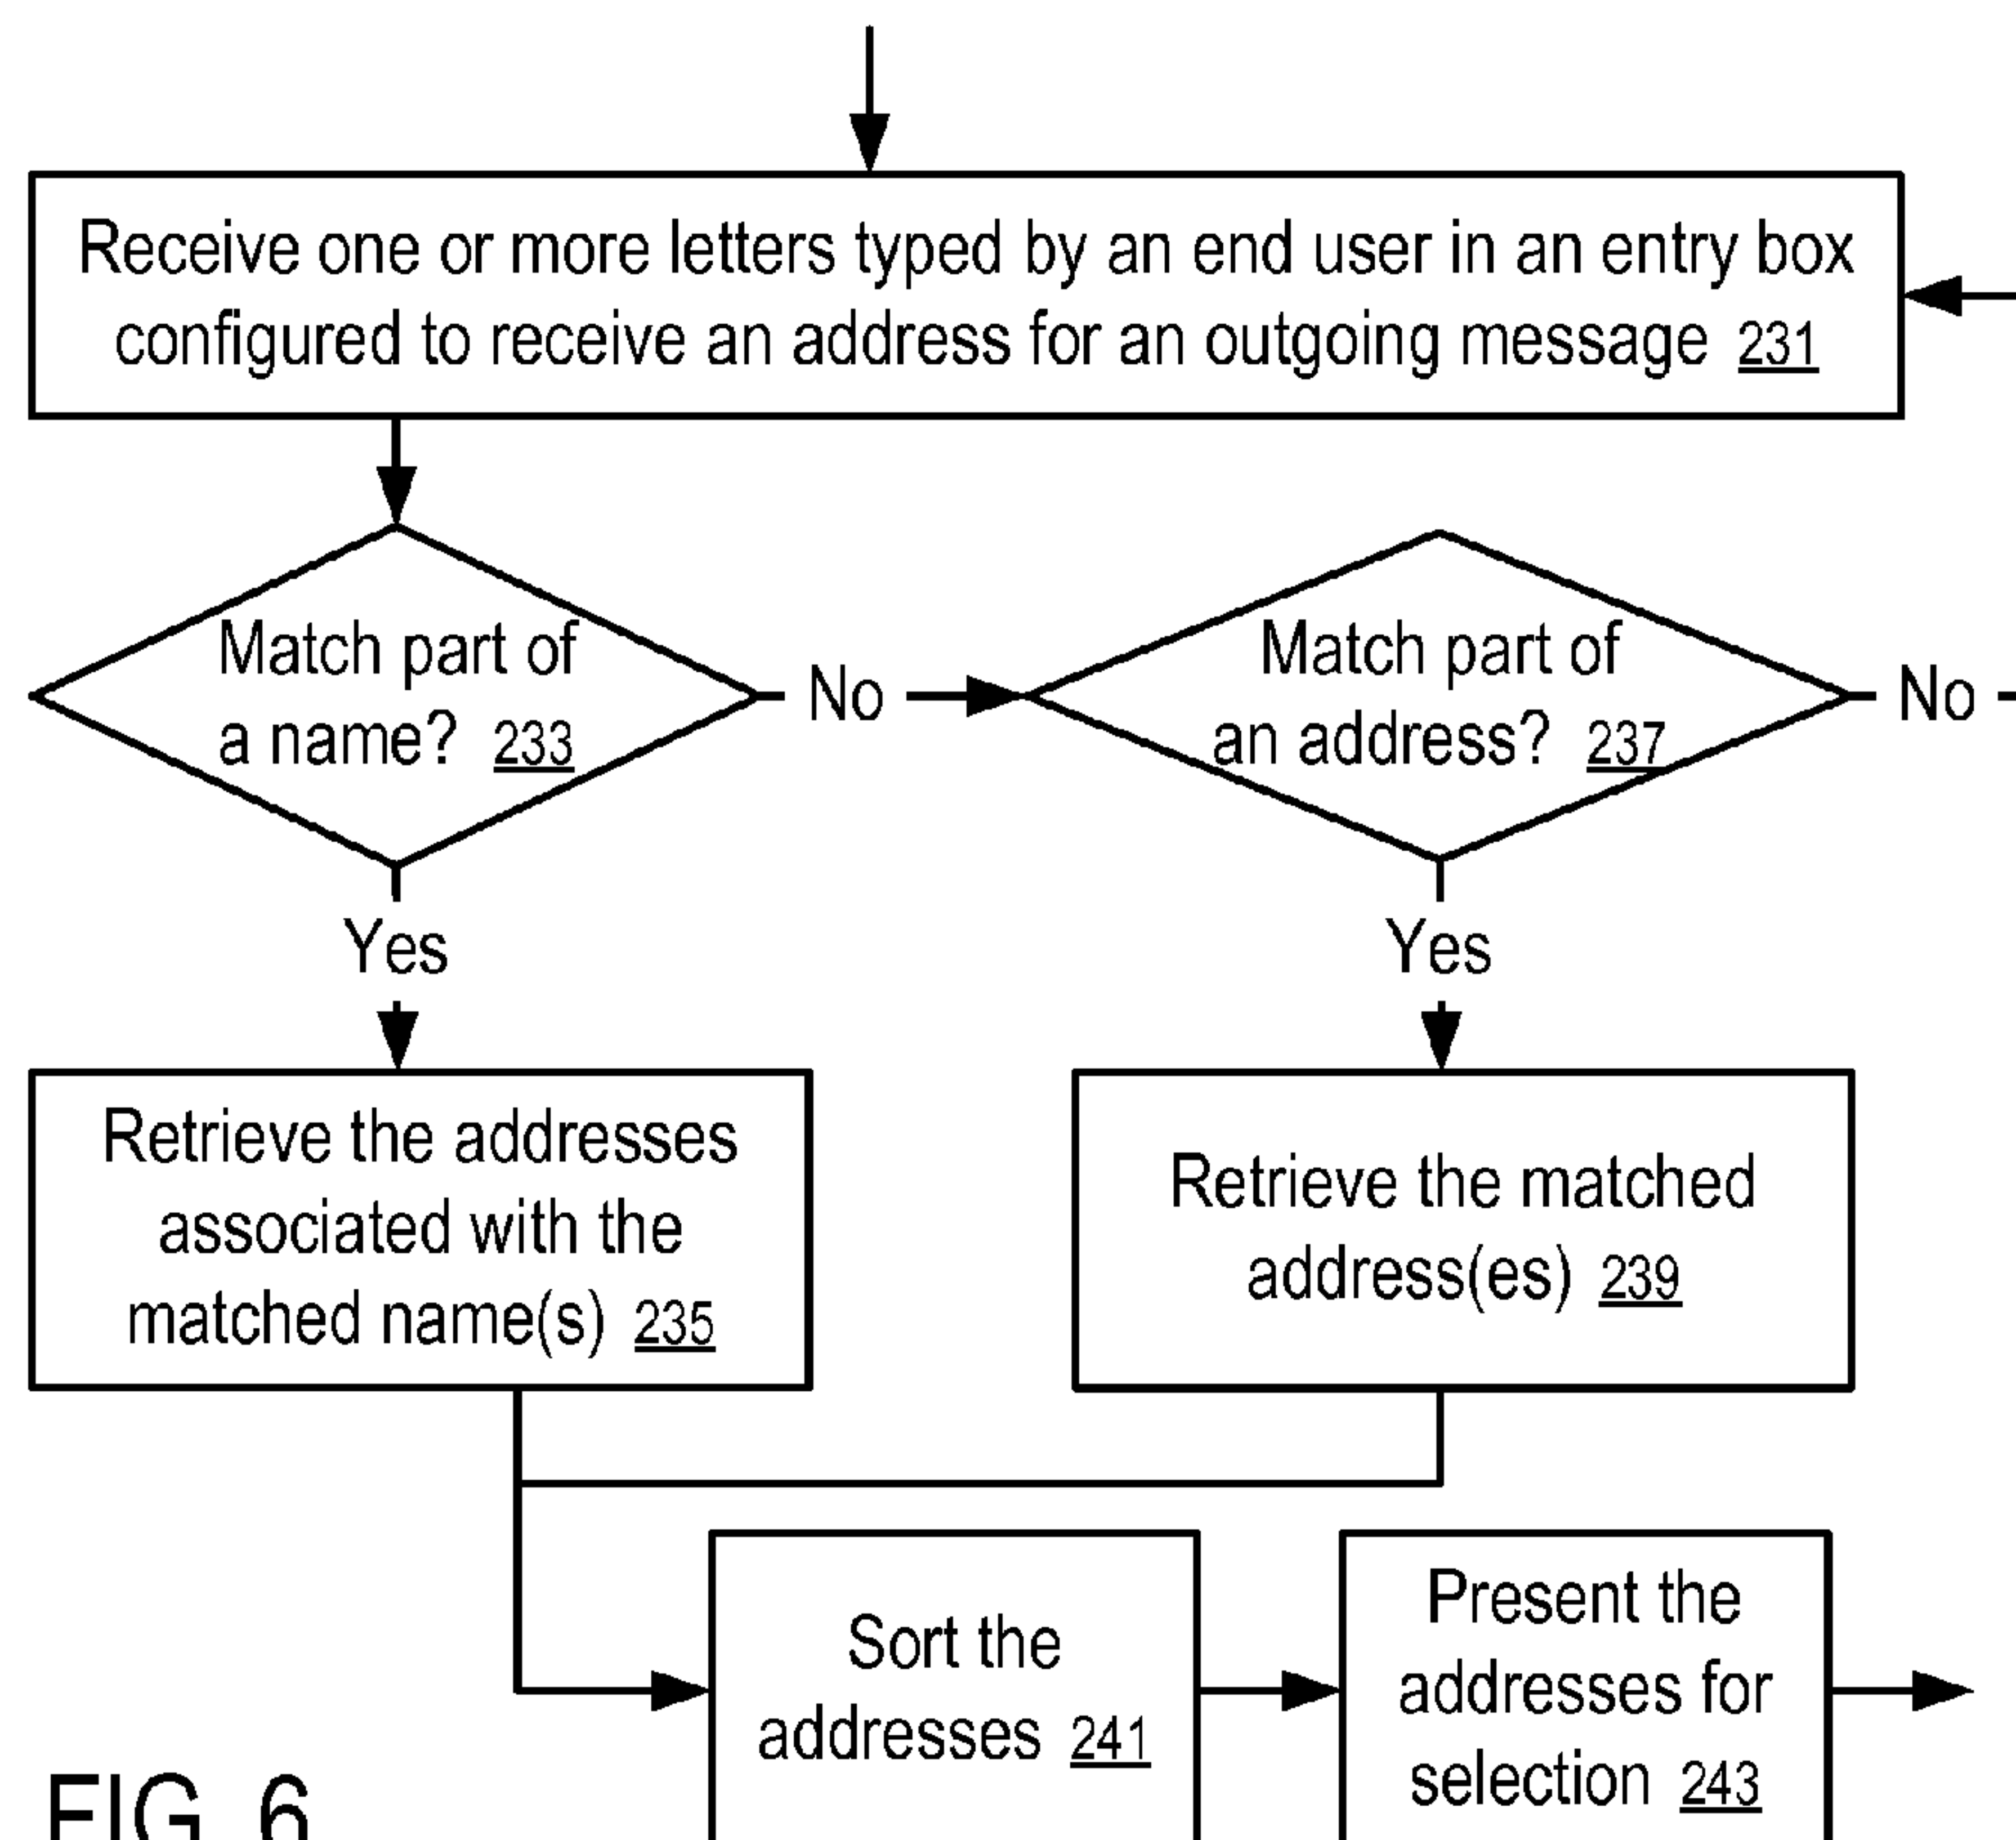 Receive one or more letters typed by an end user in an entry box
configured to receive an address for an outgoing message 231
Match part of
a name? 233
No
Match part of
an address? 237
No
Yes
Yes
Retrieve the addresses
associated with the
matched name(s) 235
Retrieve the matched
address(es) 239
Sort the
addresses 241
Present the
addresses for
selection 243
FIG. 6